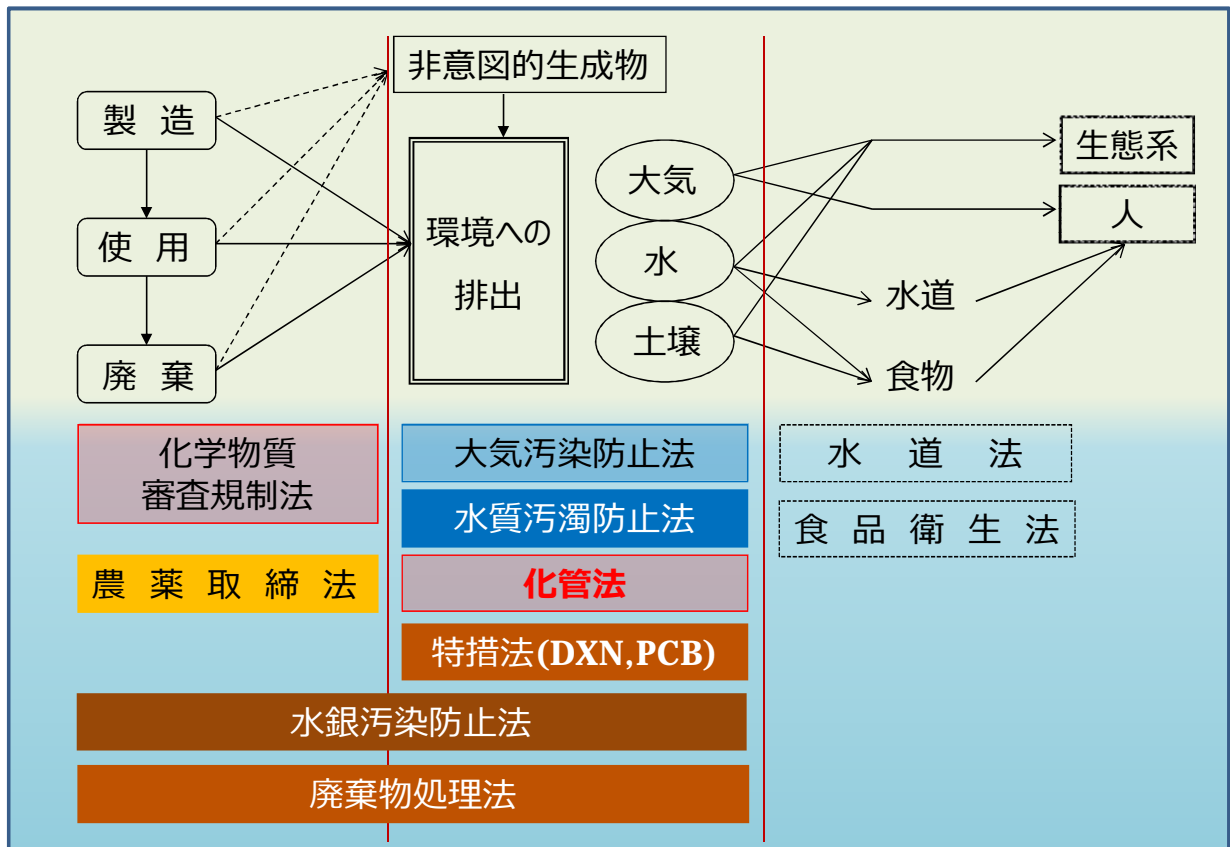 非意図的生成物
製 造
使 用
廃 棄
環境への
排出
大気
水
土壌
生態系
人
水道
食物
化学物質
審査規制法
農 薬 取 締 法
大気汚染防止法
水質汚濁防止法
化管法
特措法(DXN,PCB)
水銀汚染防止法
廃棄物処理法
水 道 法
食 品 衛 生 法